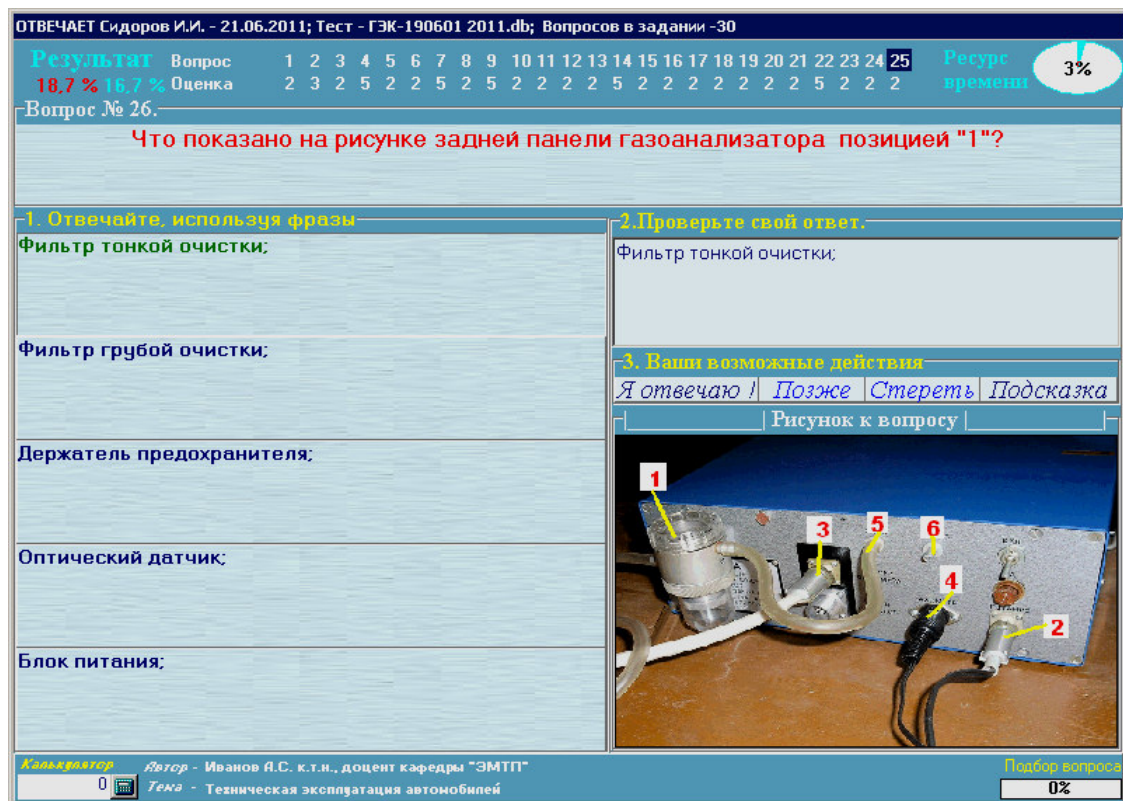 ОТВЕЧАЕТ Сидоров И.И. - 21.06.2011; Тест - ГЭК-190601 2011.db; Вопросов в задании -30
Результат Вопрос 1 2 3 4 5 6 7 8 9 10 11 12 13 14 15 16 17 18 19 20 21 22 23 24 25 Ресурс
18,7 % 16,7 % Оценка 2 3 2 5 2 2 5 2 5 2 2 2 2 5 2 2 2 2 2 2 2 5 2 2 2 времени 3%
Вопрос № 26.
Что показано на рисунке задней панели газоанализатора позицией "1"?
1. Отвечайте, используя фразы
Фильтр тонкой очистки;
Фильтр грубой очистки;
Держатель предохранителя;
Оптический датчик;
Блок питания;
2.Проверьте свой ответ.
Фильтр тонкой очистки;
3. Ваши возможные действия
Я отвечаю ! Позже Стереть Подсказка
Рисунок к вопросу
1
3
5
6
4
2
ПИТАНИЕ
Калькулятор
0
Автор - Иванов А.С. к.т.н., доцент кафедры "ЭМТП"
Тема - Техническая эксплуатация автомобилей
Подбор вопроса
0%